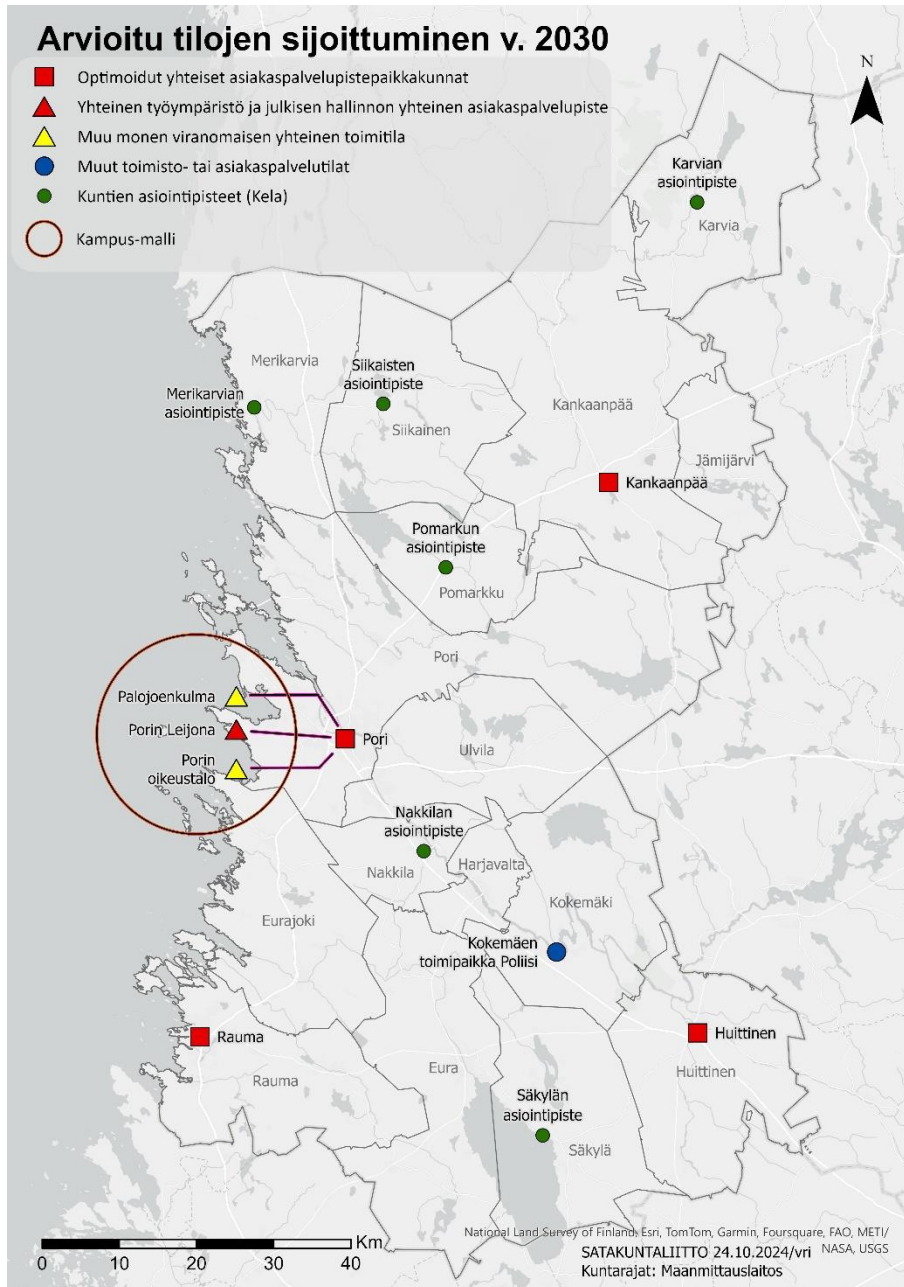 Arvioitu tilojen sijoittuminen v. 2030
Optimoidut yhteiset asiakaspalvelupistepaikkakunnat
Yhteinen työympäristö ja julkisen hallinnon yhteinen asiakaspalvelupiste
Muu monen viranomaisen yhteinen toimitila
Muut toimisto- tai asiakaspalvelutilat
Kuntien asiointipisteet (Kela)
Kampus-malli
N
Karvian
asiointipiste
Karvia
Merikarvia
Siikaisten
asiointipiste
Merikarvian
asiointipiste
Siikainen
Kankaanpää
Jämijärvi
Kankaanpää
Pomarkun
asiointipiste
Pomarkku
Pori
Palojoenkulma
Porin Leijona
Porin
oikeustalo
Pori
Ulvila
Nakkilan
asiointipiste
Nakkila
Harjavalta
Kokemäki
Eurajoki
Kokemäen
toimipaikka Poliisi
Rauma
Rauma
Eura
Huittinen
Huittinen
Säkylän
asiointipiste
Säkylä
Km
0 10 20 30 40
National Land Survey of Finland, Esri, TomTom, Garmin, Foursquare, FAO, METI/
NASA, USGS
SATAKUNTALIITTO 24.10.2024/vri
Kuntarajat: Maanmittauslaitos